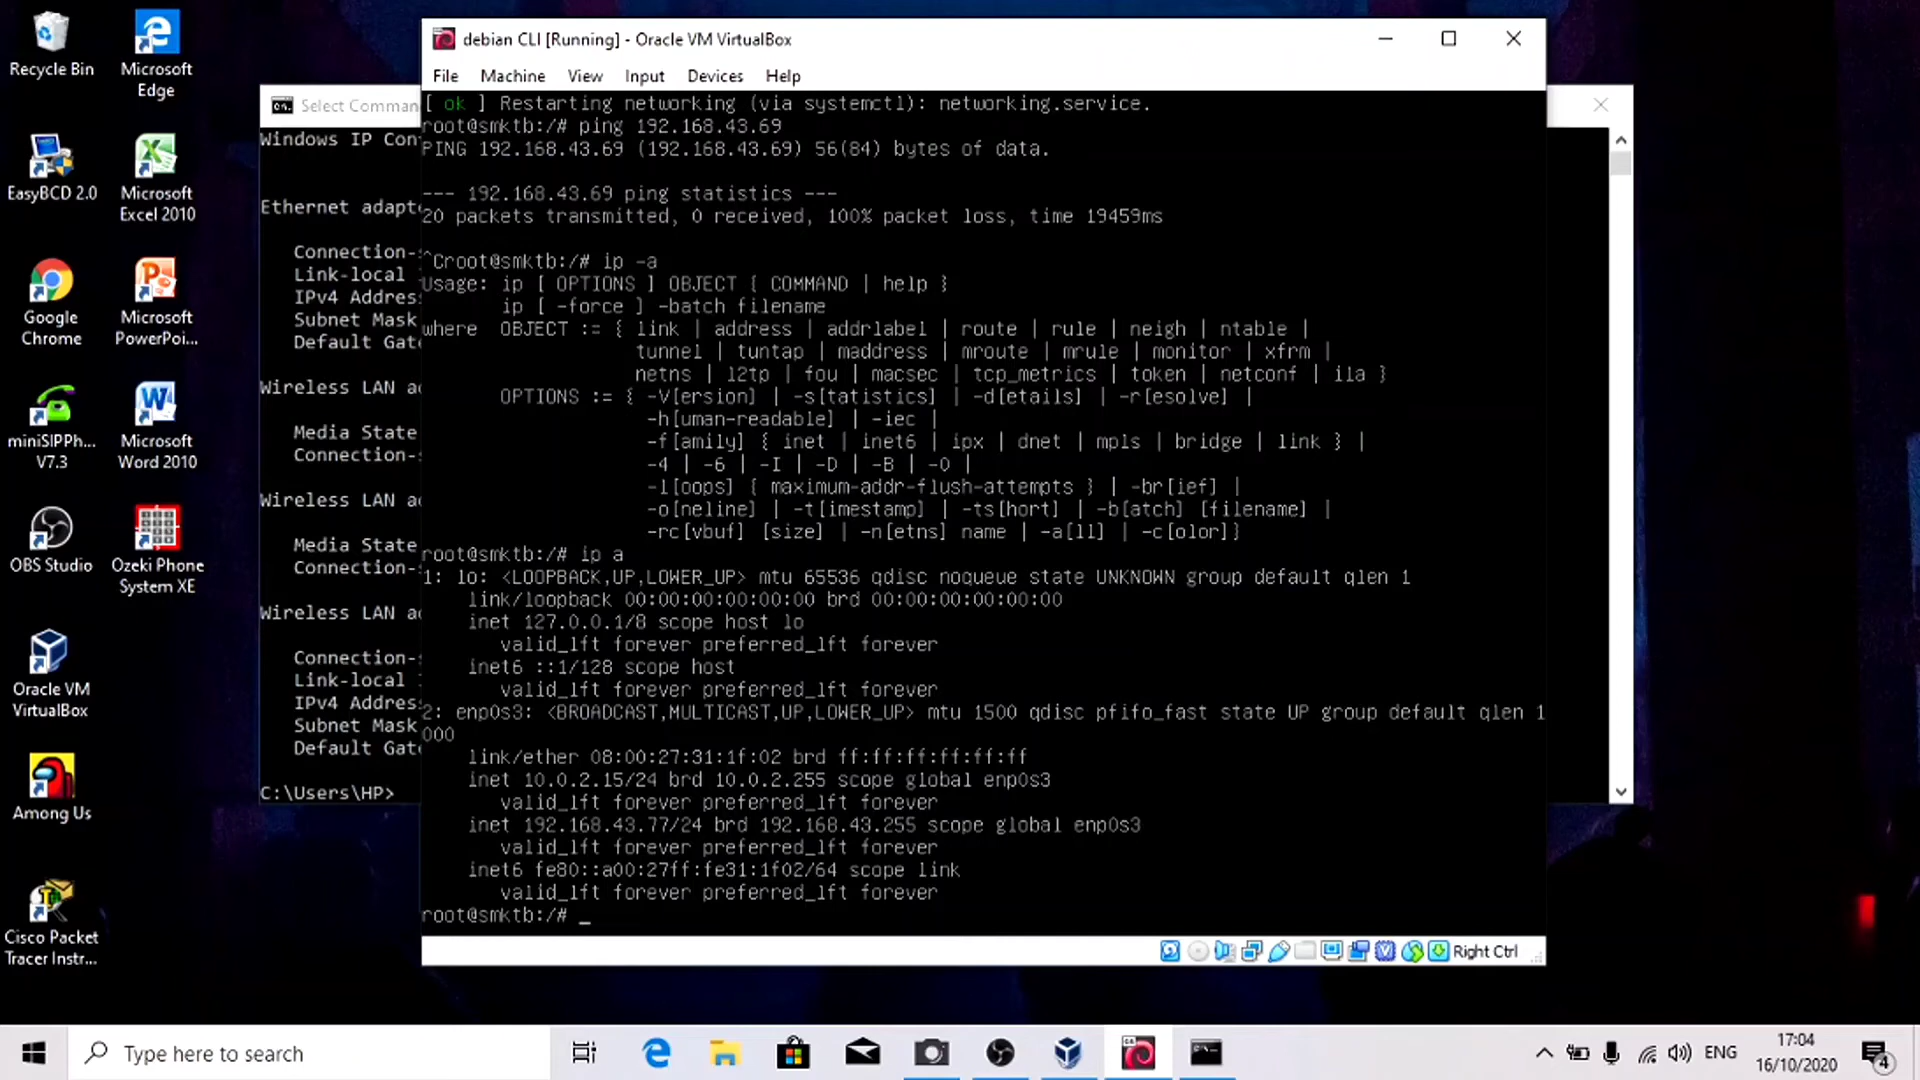 Recycle Bin
Microsoft
Edge
EasyBCD 2.0
Microsoft
Excel 2010
Google
Chrome
Microsoft
PowerPoi...
miniSIPPh...
V7.3
Microsoft
Word 2010
OBS Studio
Ozeki Phone
System XE
Oracle VM
VirtualBox
Among Us
Cisco Packet
Tracer Instr...
Select Comman
Windows IP Con
Ethernet adapt
Connection-
Link-local
IPv4 Addres
Subnet Mask
Default Gat
Wireless LAN a
Media State
Connection-
Wireless LAN a
Media State
Connection-
Wireless LAN a
Connection-
Link-local
IPv4 Addres
Subnet Mask
Default Gat
C:\Users\HP>
debian CLI [Running] - Oracle VM VirtualBox
File Machine View Input Devices Help
[ ok ] Restarting networking (via systemctl): networking.service.
root@smktb:/# ping 192.168.43.69
PING 192.168.43.69 (192.168.43.69) 56(84) bytes of data.
--- 192.168.43.69 ping statistics ---
20 packets transmitted, 0 received, 100% packet loss, time 19459ms
^Croot@smktb:/# ip -a
Usage: ip [ OPTIONS ] OBJECT { COMMAND | help }
ip [ -force ] -batch filename
where OBJECT := { link | address | addrlabel | route | rule | neigh | ntable |
tunnel | tuntap | maddress | mroute | mrule | monitor | xfrm |
netns | l2tp | fou | macsec | tcp_metrics | token | netconf | ila }
OPTIONS := { -V[ersion] | -s[tatistics] | -d[etails] | -r[esolve] |
-h[uman-readable] | -iec |
-f[amily] { inet | inet6 | ipx | dnet | mpls | bridge | link } |
-4 | -6 | -I | -D | -B | -0 |
-l[oops] { maximum-addr-flush-attempts } | -br[ief] |
-o[neline] | -t[imestamp] | -ts[hort] | -b[atch] [filename] |
-rc[vbuf] [size] | -n[etns] name | -a[ll] | -c[olor]}
root@smktb:/# ip a
1: lo: <LOOPBACK,UP,LOWER_UP> mtu 65536 qdisc noqueue state UNKNOWN group default qlen 1
link/loopback 00:00:00:00:00:00 brd 00:00:00:00:00:00
inet 127.0.0.1/8 scope host lo
valid_lft forever preferred_lft forever
inet6 ::1/128 scope host
valid_lft forever preferred_lft forever
2: enp0s3: <BROADCAST,MULTICAST,UP,LOWER_UP> mtu 1500 qdisc pfifo_fast state UP group default qlen 1
000
link/ether 08:00:27:31:1f:02 brd ff:ff:ff:ff:ff:ff
inet 10.0.2.15/24 brd 10.0.2.255 scope global enp0s3
valid_lft forever preferred_lft forever
inet 192.168.43.77/24 brd 192.168.43.255 scope global enp0s3
valid_lft forever preferred_lft forever
inet6 fe80::a00:27ff:fe31:1f02/64 scope link
valid_lft forever preferred_lft forever
root@smktb:/# _
Right Ctrl
Type here to search
ENG
17:04
16/10/2020
4